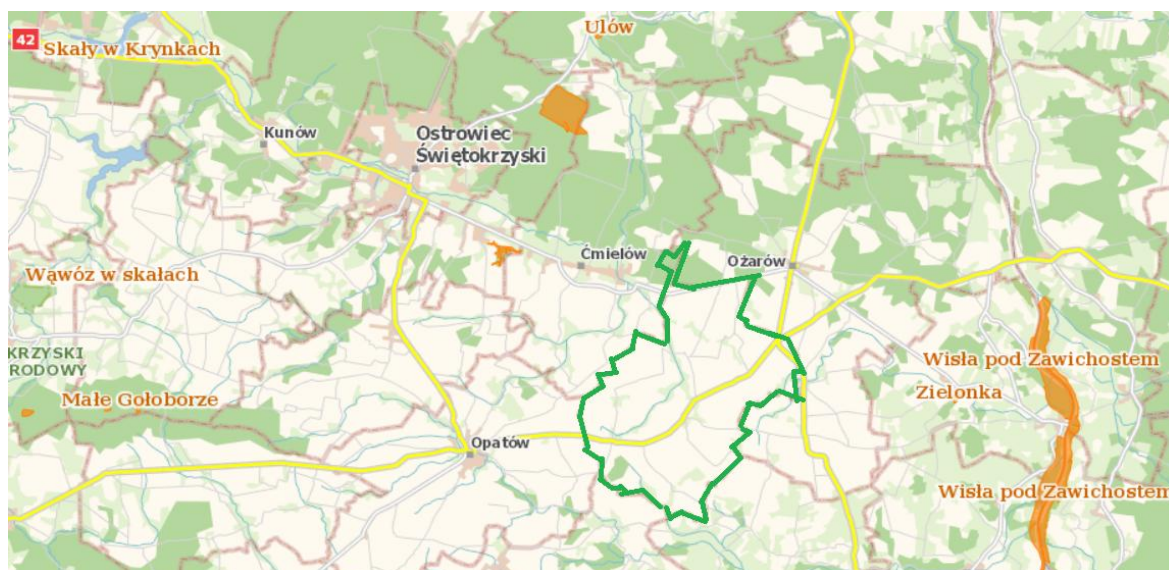 Ulów
42
Skały w Krynkach
Kunów
Ostrowiec
Świętokrzyski
Ćmielów
Ożarów
Wąwóz w skałach
KRZYSKI
RODOWY
Wisła pod Zawichostem
Zielonka
Małe Gołoborze
Opatów
Wisła pod Zawichostem